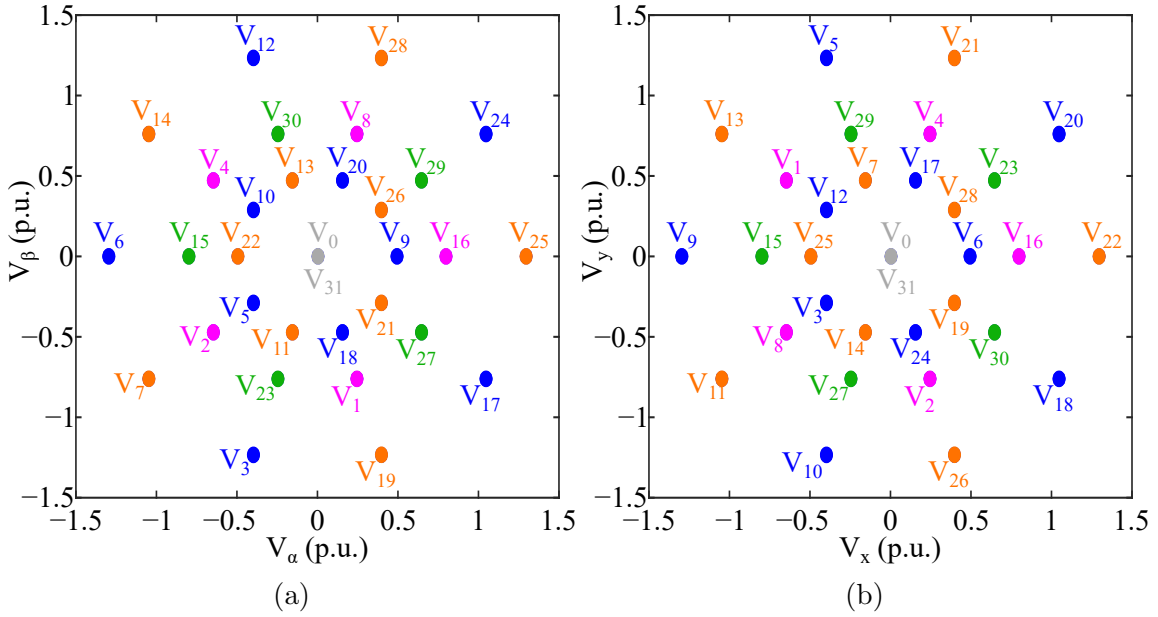 1.5
V12
V28
1
V14
V30
V8
V24
0.5
V4
V13
V20
V29
V10
V26
Vβ (p.u.)
0
V6
V15
V22
V0
V9
V16
V25
V31
−0.5
V5
V21
V2
V11
V18
V27
−1
V7
V23
V1
V17
V3
V19
−1.5
−1.5 −1 −0.5 0 0.5 1 1.5
Vα (p.u.)
(a)
1.5
V5
V21
1
V13
V29
V4
V20
0.5
V1
V7
V17
V23
V12
V28
Vy (p.u.)
0
V9
V15
V25
V0
V6
V16
V22
V31
−0.5
V3
V19
V8
V14
V24
V30
−1
V11
V27
V2
V18
V10
V26
−1.5
−1.5 −1 −0.5 0 0.5 1 1.5
Vx (p.u.)
(b)